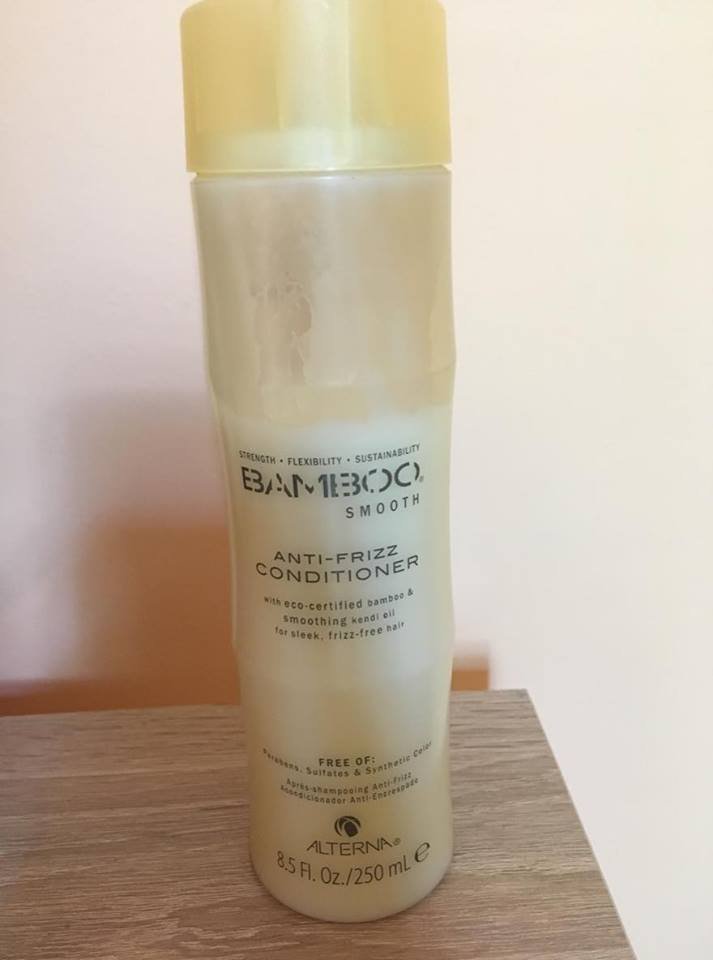 STRENGTH • FLEXIBILITY • SUSTAINABILITY
BAMBOO®
SMOOTH
ANTI-FRIZZ
CONDITIONER
with eco-certified bamboo &
smoothing kendi oil
for sleek, frizz-free hair
FREE OF:
Parabens, Sulfates & Synthetic Color
Après-shampooing Anti-Frizz
Acondicionador Anti-Encrespado
ALTERNA®
8.5 Fl. Oz./250 mL ℮